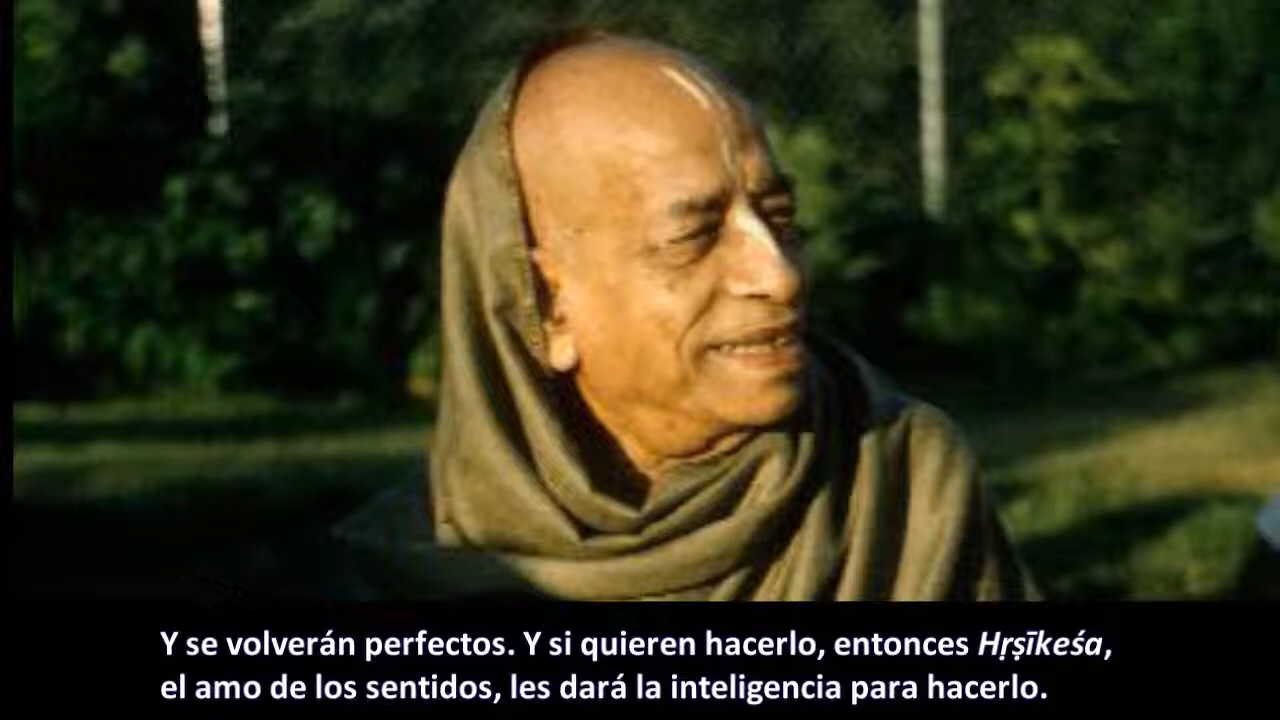 Y se volverán perfectos. Y si quieren hacerlo, entonces Hṛṣīkeśa,
el amo de los sentidos, les dará la inteligencia para hacerlo.